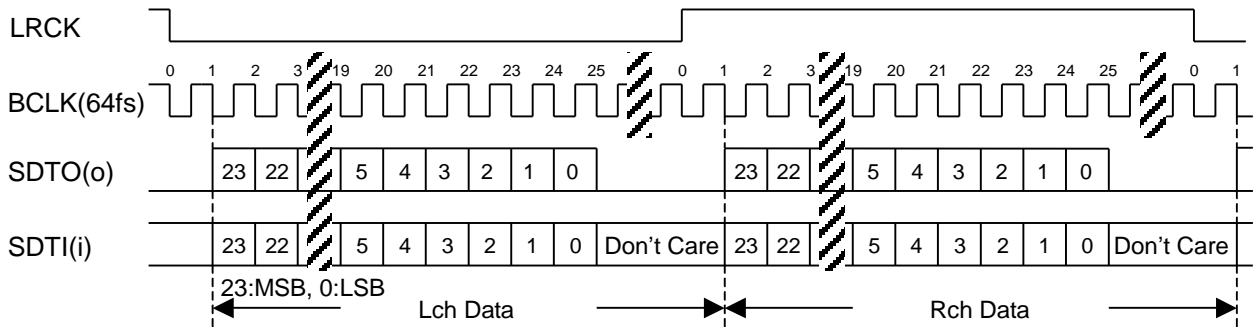 LRCK
0 1 2 3 19 20 21 22 23 24 25 0 1 2 3 19 20 21 22 23 24 25 0 1
BCLK(64fs)
SDTO(o) 23 22 5 4 3 2 1 0 23 22 5 4 3 2 1 0
SDTI(i) 23 22 5 4 3 2 1 0 Don't Care 23 22 5 4 3 2 1 0 Don't Care
23:MSB, 0:LSB
Lch Data Rch Data